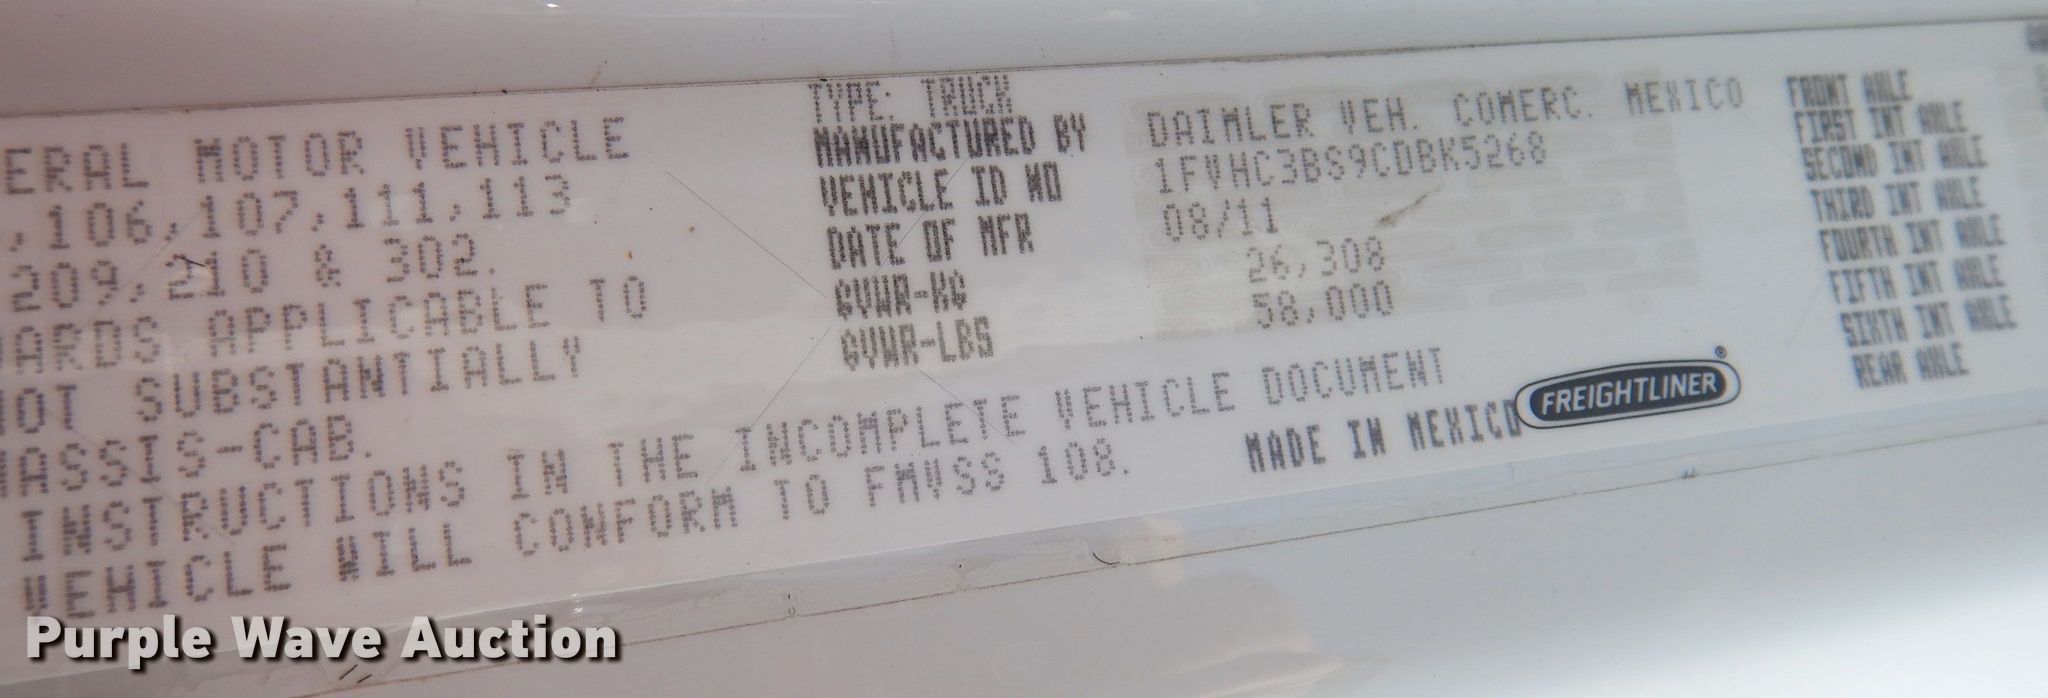 ERAL MOTOR VEHICLE
,106,107,111,113
,209,210 & 302.
APPLICABLE TO
SUBSTANTIALLY
S-CAB.
INSTRUCTIONS IN THE INCOMPLETE VEHICLE DOCUMENT
VEHICLE WILL CONFORM TO FMVSS 108.
TYPE: TRUCK
MANUFACTURED BY DAIMLER VEH. COMERC. MEXICO
VEHICLE ID NO 1FVHC3BS9CDBK5268
DATE OF MFR 08/11
GVWR-KG 26,308
GVWR-LBS 58,000
MADE IN MEXICO
FREIGHTLINER®
FRONT AXLE
FIRST INT AXLE
SECOND INT AXLE
THIRD INT AXLE
FOURTH INT AXLE
FIFTH INT AXLE
SIXTH INT AXLE
REAR AXLE
Purple Wave Auction